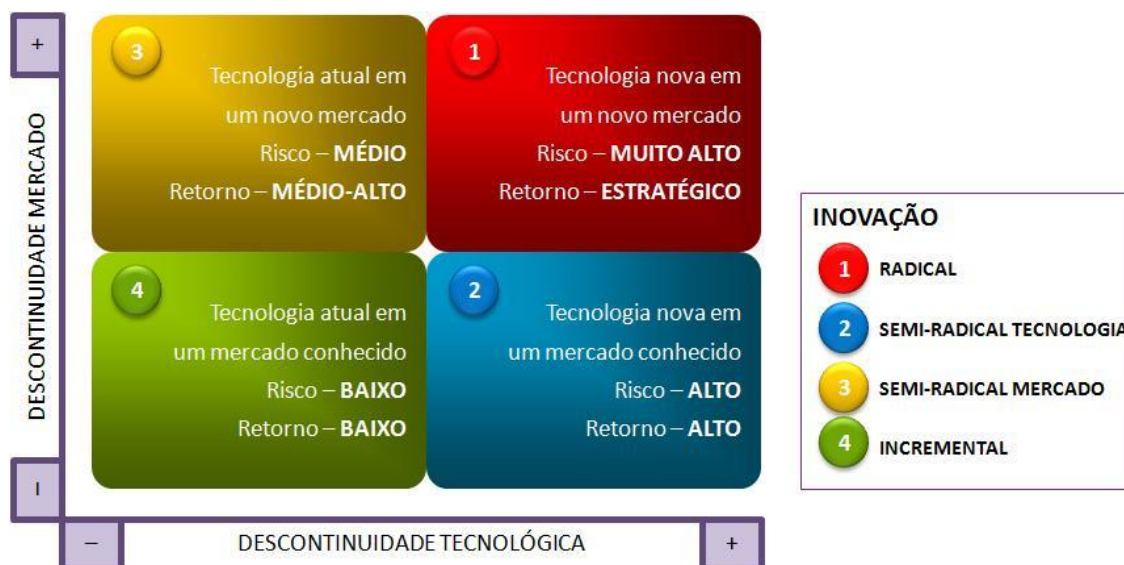 +
DESCONTINUIDADE MERCADO
–
3
Tecnologia atual em
um novo mercado
Risco – MÉDIO
Retorno – MÉDIO-ALTO
1
Tecnologia nova em
um novo mercado
Risco – MUITO ALTO
Retorno – ESTRATÉGICO
4
Tecnologia atual em
um mercado conhecido
Risco – BAIXO
Retorno – BAIXO
2
Tecnologia nova em
um mercado conhecido
Risco – ALTO
Retorno – ALTO
–
DESCONTINUIDADE TECNOLÓGICA
+
INOVAÇÃO
1 RADICAL
2 SEMI-RADICAL TECNOLOGIA
3 SEMI-RADICAL MERCADO
4 INCREMENTAL